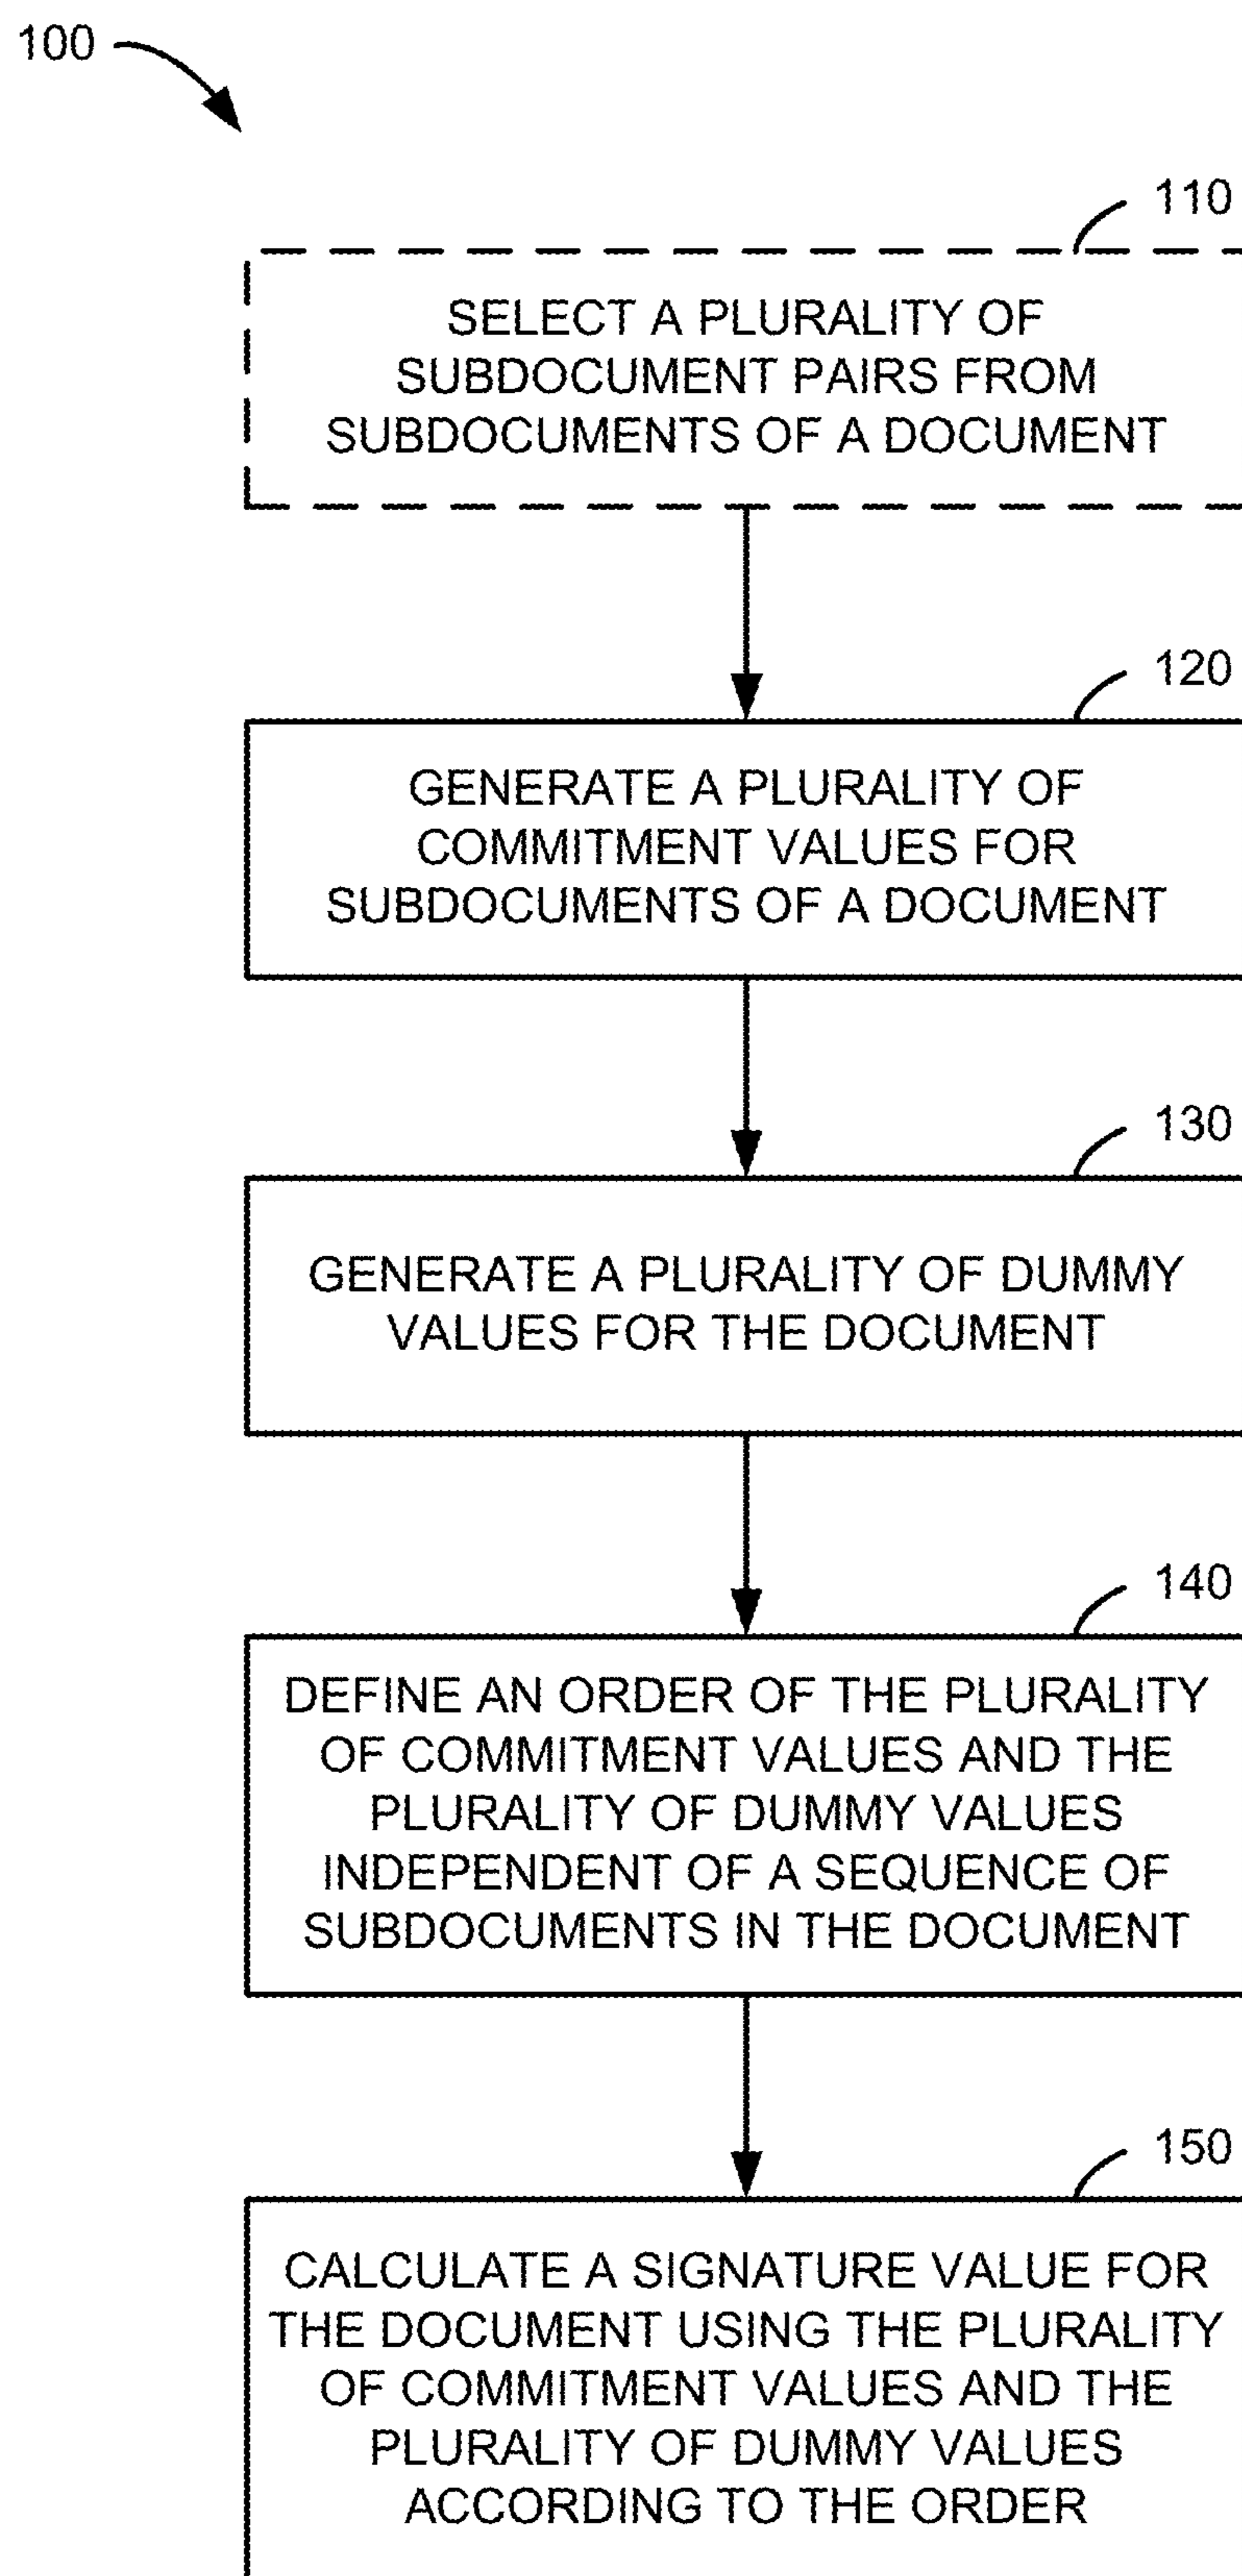 100
110
SELECT A PLURALITY OF
SUBDOCUMENT PAIRS FROM
SUBDOCUMENTS OF A DOCUMENT
120
GENERATE A PLURALITY OF
COMMITMENT VALUES FOR
SUBDOCUMENTS OF A DOCUMENT
130
GENERATE A PLURALITY OF DUMMY
VALUES FOR THE DOCUMENT
140
DEFINE AN ORDER OF THE PLURALITY
OF COMMITMENT VALUES AND THE
PLURALITY OF DUMMY VALUES
INDEPENDENT OF A SEQUENCE OF
SUBDOCUMENTS IN THE DOCUMENT
150
CALCULATE A SIGNATURE VALUE FOR
THE DOCUMENT USING THE PLURALITY
OF COMMITMENT VALUES AND THE
PLURALITY OF DUMMY VALUES
ACCORDING TO THE ORDER